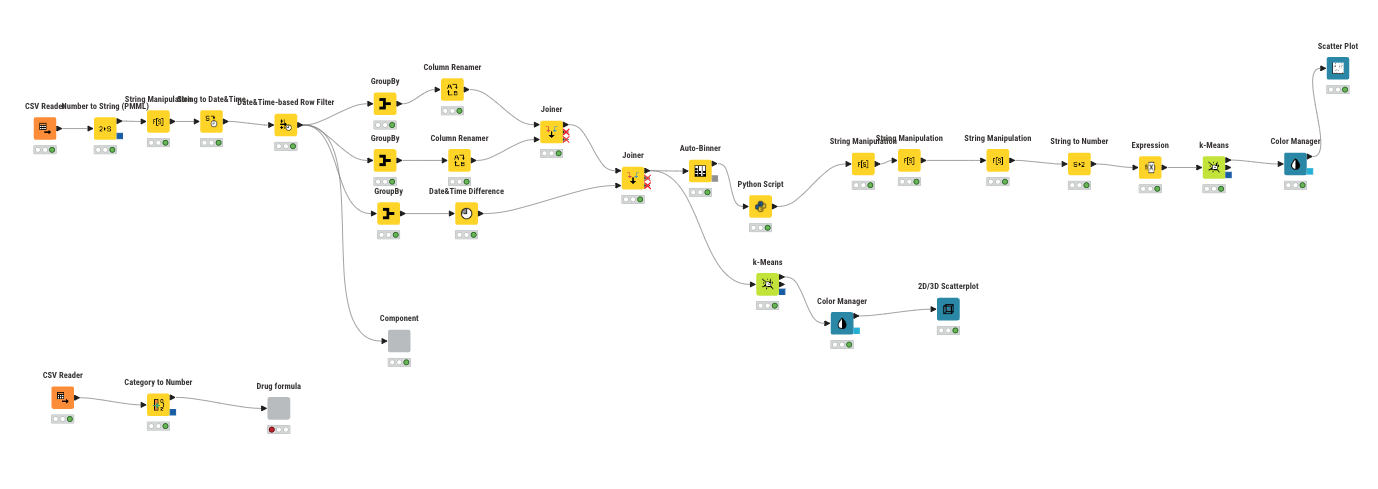 Scatter Plot
GroupBy
Column Renamer
CSV Reader
Number to String (PMML)
String Manipulation
String to Date&Time
Date&Time-based Row Filter
Joiner
GroupBy
Column Renamer
Joiner
Auto-Binner
String Manipulation
String Manipulation
String Manipulation
String to Number
Expression
k-Means
Color Manager
GroupBy
Date&Time Difference
Python Script
k-Means
Color Manager
2D/3D Scatterplot
Component
CSV Reader
Category to Number
Drug formula